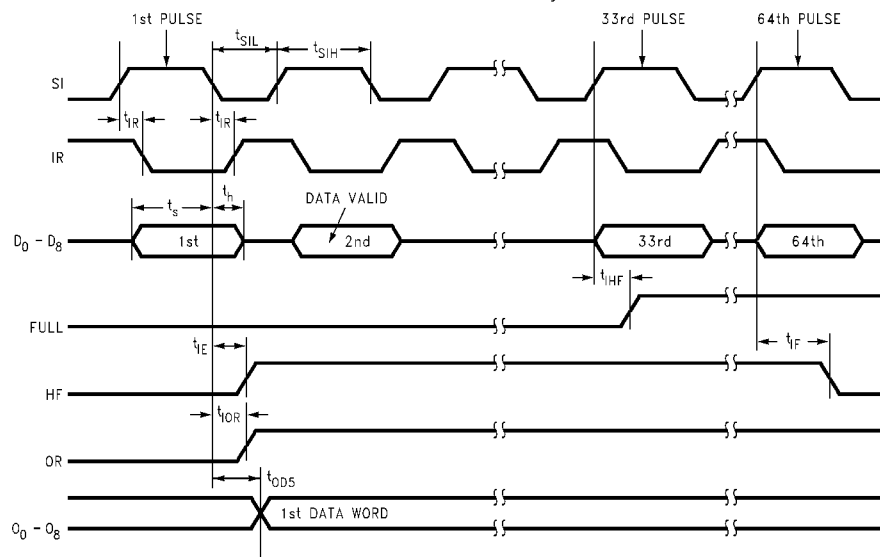 1st PULSE
33rd PULSE
64th PULSE
tSIL
tSIH
SI
tIR
tIR
IR
ts
th
DATA VALID
D0 – D8
1st
2nd
33rd
64th
tIHF
FULL
tIE
tIF
HF
tIOR
OR
tOD5
1st DATA WORD
O0 – O8